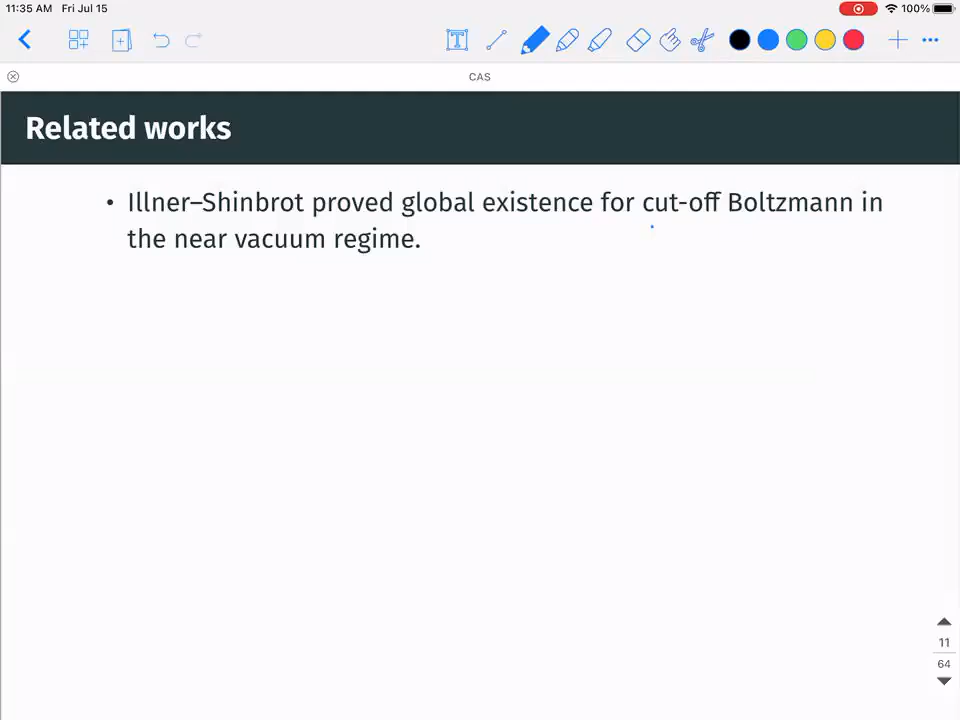 11:35 AM Fri Jul 15
100%
CAS
Related works
• Illner–Shinbrot proved global existence for cut-off Boltzmann in
the near vacuum regime.
11
64